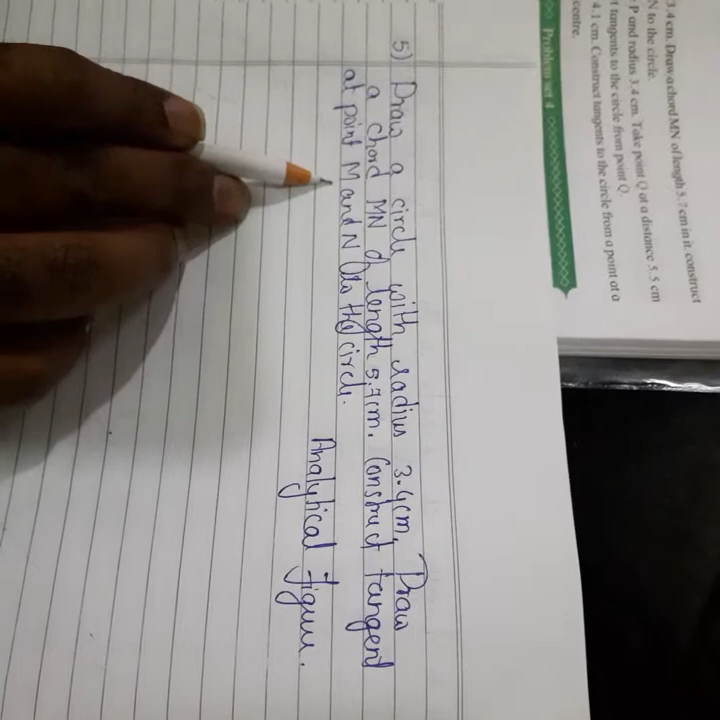 3.4 cm. Draw a chord MN of length 5.7 cm in it. construct
N to the circle.
P and radius 3.4 cm. Take point Q at a distance 5.5 cm
t tangents to the circle from point Q.
4.1 cm. Construct tangents to the circle from a point at a
centre.
Problem set 4
5) Draw a circle with radius 3.4cm, Draw
a chord MN of length 5.7cm. Construct tangent
at point M and N to the circle.
Analytical figure.